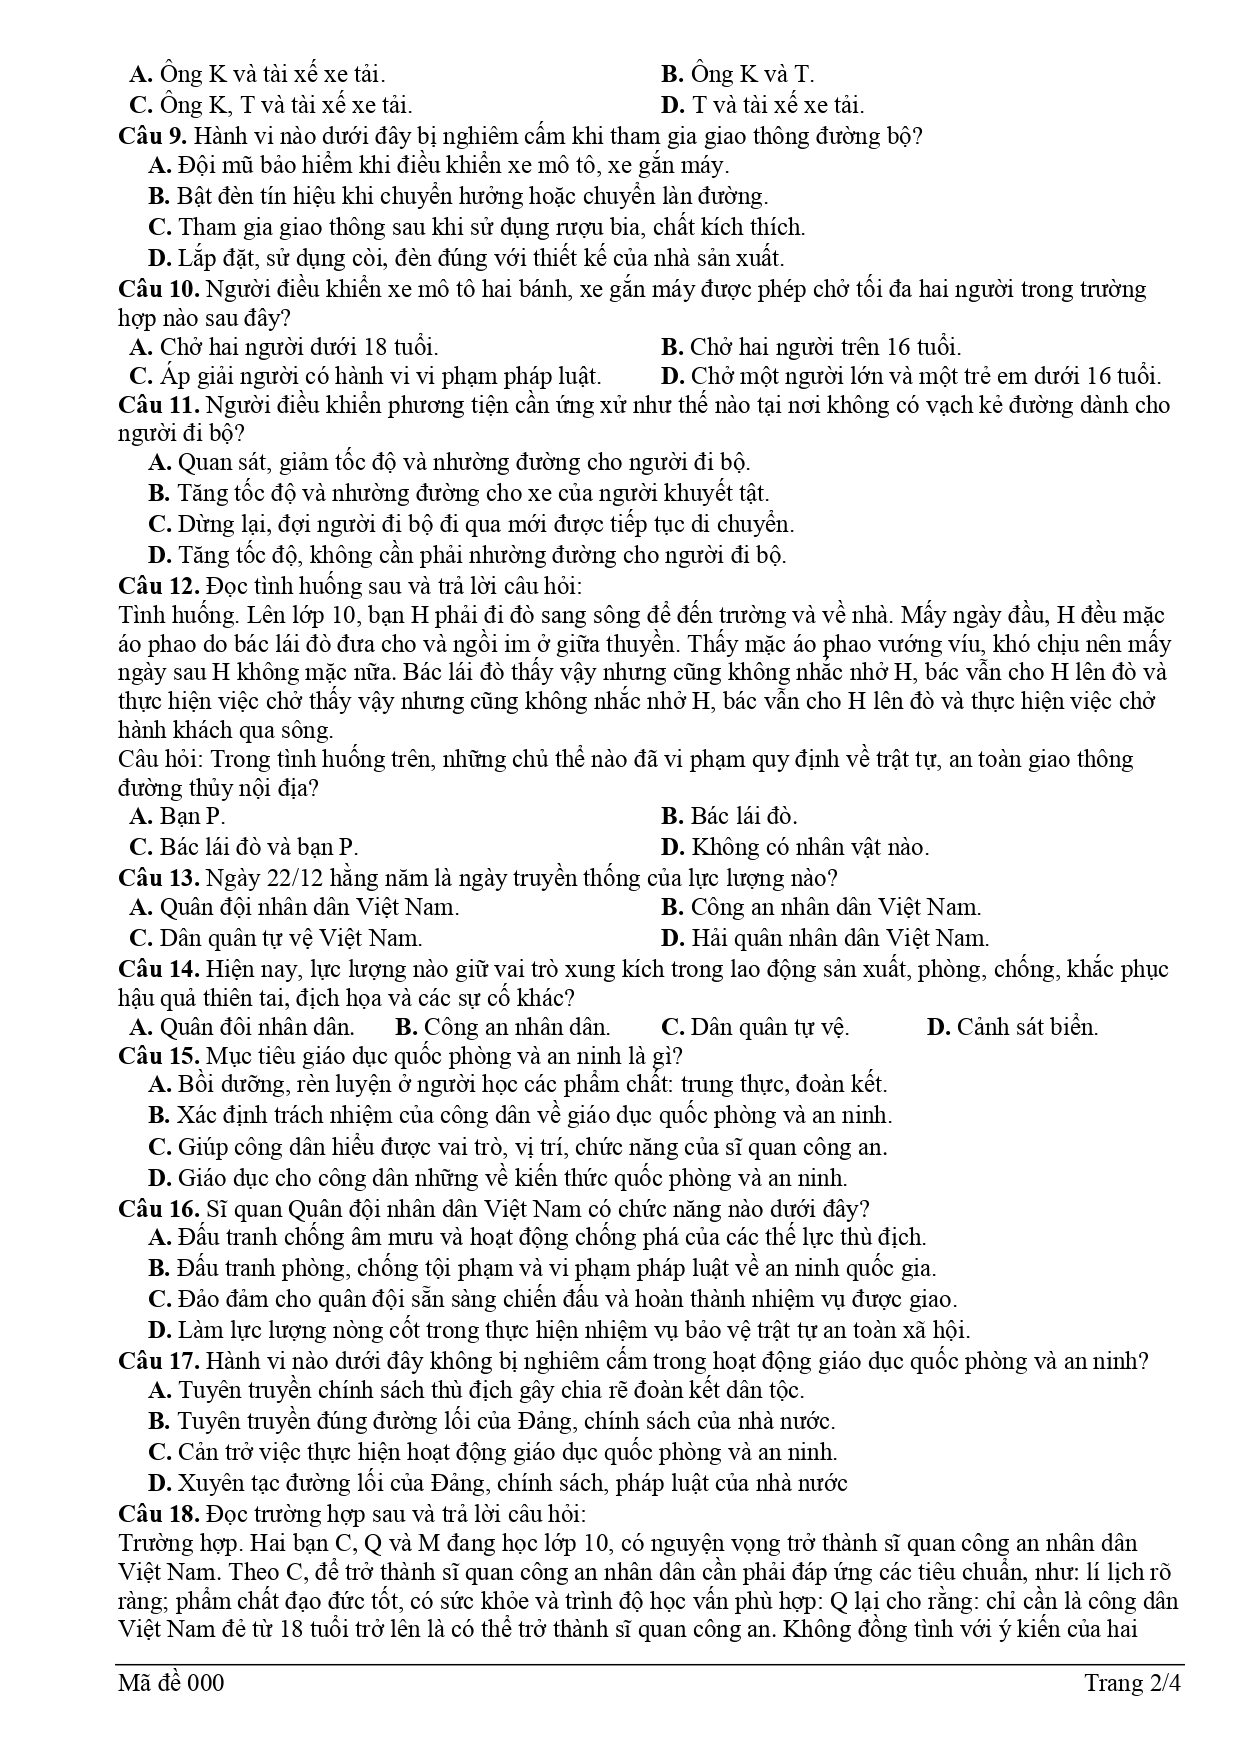 A. Ông K và tài xế xe tải. B. Ông K và T.
C. Ông K, T và tài xế xe tải. D. T và tài xế xe tải.
Câu 9. Hành vi nào dưới đây bị nghiêm cấm khi tham gia giao thông đường bộ?
A. Đội mũ bảo hiểm khi điều khiển xe mô tô, xe gắn máy.
B. Bật đèn tín hiệu khi chuyển hướng hoặc chuyển làn đường.
C. Tham gia giao thông sau khi sử dụng rượu bia, chất kích thích.
D. Lắp đặt, sử dụng còi, đèn đúng với thiết kế của nhà sản xuất.
Câu 10. Người điều khiển xe mô tô hai bánh, xe gắn máy được phép chở tối đa hai người trong trường
hợp nào sau đây?
A. Chở hai người dưới 18 tuổi. B. Chở hai người trên 16 tuổi.
C. Áp giải người có hành vi vi phạm pháp luật. D. Chở một người lớn và một trẻ em dưới 16 tuổi.
Câu 11. Người điều khiển phương tiện cần ứng xử như thế nào tại nơi không có vạch kẻ đường dành cho
người đi bộ?
A. Quan sát, giảm tốc độ và nhường đường cho người đi bộ.
B. Tăng tốc độ và nhường đường cho xe của người khuyết tật.
C. Dừng lại, đợi người đi bộ đi qua mới được tiếp tục di chuyển.
D. Tăng tốc độ, không cần phải nhường đường cho người đi bộ.
Câu 12. Đọc tình huống sau và trả lời câu hỏi:
Tình huống. Lên lớp 10, bạn H phải đi đò sang sông để đến trường và về nhà. Mấy ngày đầu, H đều mặc
áo phao do bác lái đò đưa cho và ngồi im ở giữa thuyền. Thấy mặc áo phao vướng víu, khó chịu nên mấy
ngày sau H không mặc nữa. Bác lái đò thấy vậy nhưng cũng không nhắc nhở H, bác vẫn cho H lên đò và
thực hiện việc chở thấy vậy nhưng cũng không nhắc nhở H, bác vẫn cho H lên đò và thực hiện việc chở
hành khách qua sông.
Câu hỏi: Trong tình huống trên, những chủ thể nào đã vi phạm quy định về trật tự, an toàn giao thông
đường thủy nội địa?
A. Bạn P. B. Bác lái đò.
C. Bác lái đò và bạn P. D. Không có nhân vật nào.
Câu 13. Ngày 22/12 hằng năm là ngày truyền thống của lực lượng nào?
A. Quân đội nhân dân Việt Nam. B. Công an nhân dân Việt Nam.
C. Dân quân tự vệ Việt Nam. D. Hải quân nhân dân Việt Nam.
Câu 14. Hiện nay, lực lượng nào giữ vai trò xung kích trong lao động sản xuất, phòng, chống, khắc phục
hậu quả thiên tai, địch họa và các sự cố khác?
A. Quân đôi nhân dân. B. Công an nhân dân. C. Dân quân tự vệ. D. Cảnh sát biển.
Câu 15. Mục tiêu giáo dục quốc phòng và an ninh là gì?
A. Bồi dưỡng, rèn luyện ở người học các phẩm chất: trung thực, đoàn kết.
B. Xác định trách nhiệm của công dân về giáo dục quốc phòng và an ninh.
C. Giúp công dân hiểu được vai trò, vị trí, chức năng của sĩ quan công an.
D. Giáo dục cho công dân những về kiến thức quốc phòng và an ninh.
Câu 16. Sĩ quan Quân đội nhân dân Việt Nam có chức năng nào dưới đây?
A. Đấu tranh chống âm mưu và hoạt động chống phá của các thế lực thù địch.
B. Đấu tranh phòng, chống tội phạm và vi phạm pháp luật về an ninh quốc gia.
C. Đảo đảm cho quân đội sẵn sàng chiến đấu và hoàn thành nhiệm vụ được giao.
D. Làm lực lượng nòng cốt trong thực hiện nhiệm vụ bảo vệ trật tự an toàn xã hội.
Câu 17. Hành vi nào dưới đây không bị nghiêm cấm trong hoạt động giáo dục quốc phòng và an ninh?
A. Tuyên truyền chính sách thù địch gây chia rẽ đoàn kết dân tộc.
B. Tuyên truyền đúng đường lối của Đảng, chính sách của nhà nước.
C. Cản trở việc thực hiện hoạt động giáo dục quốc phòng và an ninh.
D. Xuyên tạc đường lối của Đảng, chính sách, pháp luật của nhà nước
Câu 18. Đọc trường hợp sau và trả lời câu hỏi:
Trường hợp. Hai bạn C, Q và M đang học lớp 10, có nguyện vọng trở thành sĩ quan công an nhân dân
Việt Nam. Theo C, để trở thành sĩ quan công an nhân dân cần phải đáp ứng các tiêu chuẩn, như: lí lịch rõ
ràng; phẩm chất đạo đức tốt, có sức khỏe và trình độ học vấn phù hợp: Q lại cho rằng: chỉ cần là công dân
Việt Nam đẻ từ 18 tuổi trở lên là có thể trở thành sĩ quan công an. Không đồng tình với ý kiến của hai
Mã đề 000 Trang 2/4